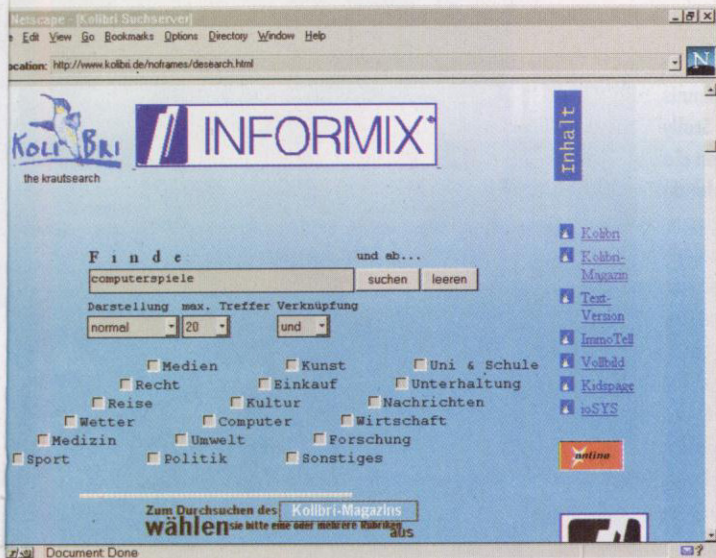 Netscape - [Kolibri Suchserver]
Edit View Go Bookmarks Options Directory Window Help
ocation: http://www.kolibri.de/noframes/desearch.html
N
KOLIBRI
the krautsearch
INFORMIX
Inhalt
Finde
und ab...
computerspiele
suchen leeren
Darstellung max. Treffer Verknüpfung
normal 20 und
Medien Kunst Uni & Schule
Recht Einkauf Unterhaltung
Reise Kultur Nachrichten
Wetter Computer Wirtschaft
Medizin Umwelt Forschung
Sport Politik Sonstiges
Zum Durchsuchen des Kolibri-Magazins
wählen sie bitte eine oder mehrere Rubriken aus
Kolibri
Kolibri-
Magazin
Text-
Version
ImmoTell
Vollbild
Kidspage
ioSYS
online
Document Done